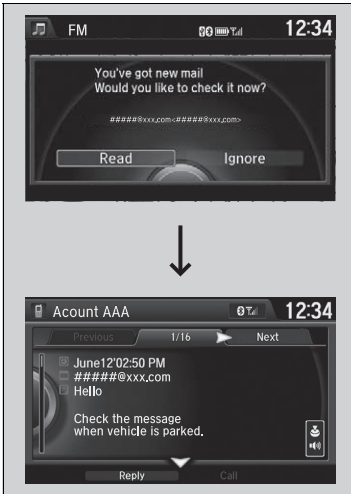 FM 12:34
You've got new mail
Would you like to check it now?
#####@xxx,com<#####@xxx,com>
Read Ignore
Acount AAA 12:34
Previous 1/16 Next
June12'02:50 PM
#####@xxx.com
Hello
Check the message
when vehicle is parked.
Reply Call